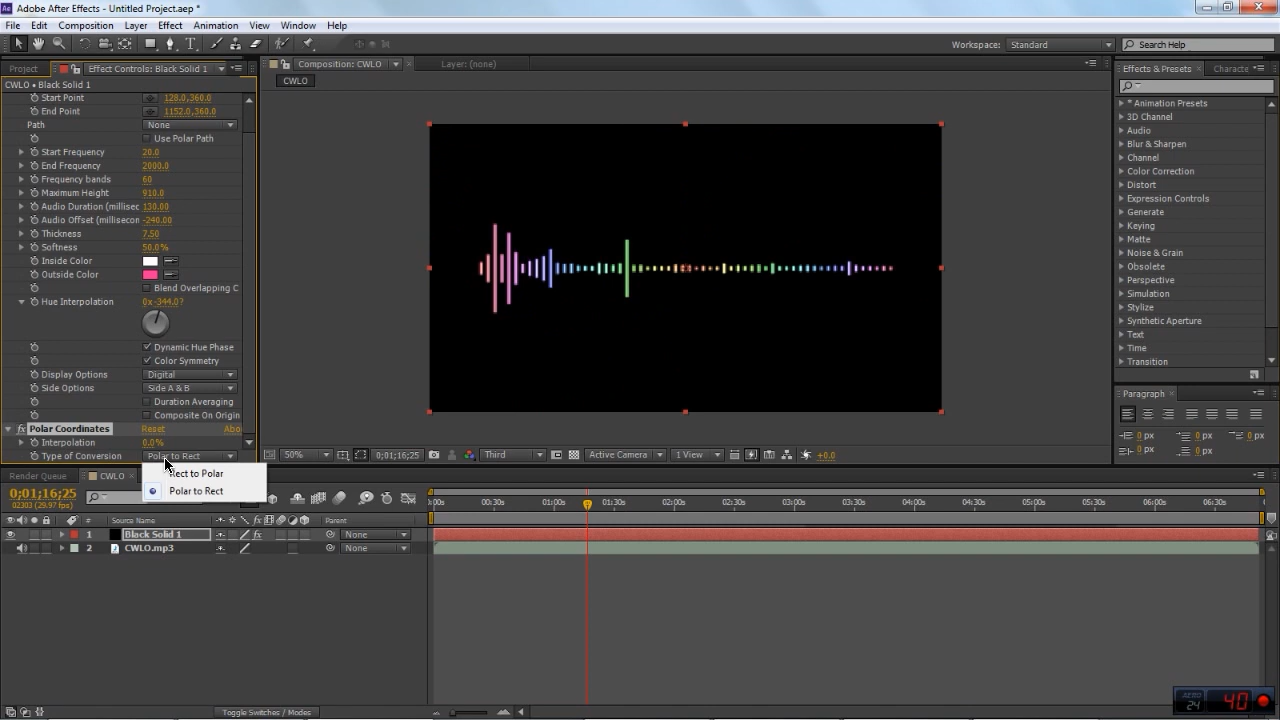 Adobe After Effects - Untitled Project.aep *
File Edit Composition Layer Effect Animation View Window Help
Workspace: Standard Search Help
Project Effect Controls: Black Solid 1 Composition: CWLO Layer: (none) Effects & Presets Characte
CWLO • Black Solid 1 CWLO
Start Point 128.0,360.0
End Point 1152.0,360.0
Path None
Use Polar Path
Start Frequency 20.0
End Frequency 2000.0
Frequency bands 60
Maximum Height 910.0
Audio Duration (millisec 130.00
Audio Offset (millisecon -240.00
Thickness 7.50
Softness 50.0%
Inside Color
Outside Color
Blend Overlapping C
Hue Interpolation 0x-344.0?
Dynamic Hue Phase
Color Symmetry
Display Options Digital
Side Options Side A & B
Duration Averaging
Composite On Origin
fx Polar Coordinates Reset Abo
Interpolation 0.0%
Type of Conversion Polar to Rect
Rect to Polar
Polar to Rect
* Animation Presets
3D Channel
Audio
Blur & Sharpen
Channel
Color Correction
Distort
Expression Controls
Generate
Keying
Matte
Noise & Grain
Obsolete
Perspective
Simulation
Stylize
Synthetic Aperture
Text
Time
Transition
Paragraph
0 px 0 px
0 px 0 px
0 px
50% 0;01;16;25 Third Active Camera 1 View +0.0
Render Queue CWLO
0;01;16;25
02303 (29.97 fps)
:00s 00:30s 01:00s 01:30s 02:00s 02:30s 03:00s 03:30s 04:00s 04:30s 05:00s 05:30s 06:00s 06:30s
# Source Name Parent
1 Black Solid 1 fx None
2 CWLO.mp3 None
Toggle Switches / Modes
AERO
24
40